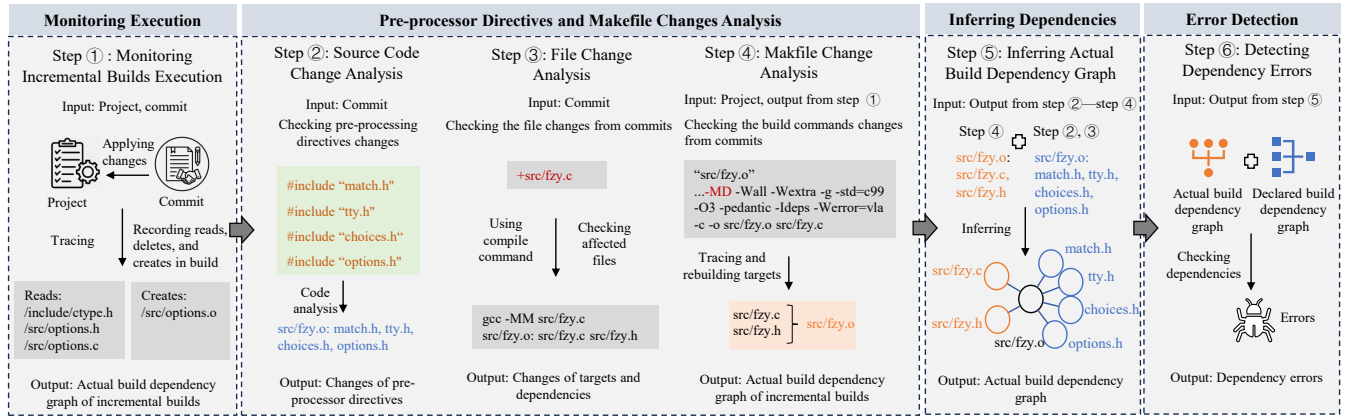 Monitoring Execution
Step ①: Monitoring
Incremental Builds Execution
Input: Project, commit
Applying
changes
Project
Commit
Tracing
Recording reads,
deletes, and
creates in build
Reads:
/include/ctype.h
/src/options.h
/src/options.c
Creates:
/src/options.o
Output: Actual build dependency
graph of incremental builds
Pre-processor Directives and Makefile Changes Analysis
Step ②: Source Code
Change Analysis
Input: Commit
Checking pre-processing
directives changes
#include “match.h"
#include “tty.h"
#include “choices.h“
#include “options.h"
Code
analysis
src/fzy.o: match.h, tty.h,
choices.h, options.h
Output: Changes of pre-
processor directives
Step ③: File Change
Analysis
Input: Commit
Checking the file changes from commits
+src/fzy.c
Using
compile
command
Checking
affected
files
gcc -MM src/fzy.c
src/fzy.o: src/fzy.c src/fzy.h
Output: Changes of targets and
dependencies
Step ④: Makfile Change
Analysis
Input: Project, output from step ①
Checking the build commands changes
from commits
“src/fzy.o”
...-MD -Wall -Wextra -g -std=c99
-O3 -pedantic -Ideps -Werror=vla
-c -o src/fzy.o src/fzy.c
Tracing and
rebuilding targets
src/fzy.c
src/fzy.h
src/fzy.o
Output: Actual build dependency
graph of incremental builds
Inferring Dependencies
Step ⑤: Inferring Actual
Build Dependency Graph
Input: Output from step ②—step ④
Step ④
src/fzy.o:
src/fzy.c,
src/fzy.h
Step ②, ③
src/fzy.o:
match.h, tty.h,
choices.h,
options.h
Inferring
match.h
src/fzy.c
tty.h
choices.h
src/fzy.h
src/fzy.o
options.h
Output: Actual build dependency
graph
Error Detection
Step ⑥: Detecting
Dependency Errors
Input: Output from step ⑤
Actual build
dependency
graph
Declared build
dependency
graph
Checking
dependencies
Errors
Output: Dependency errors